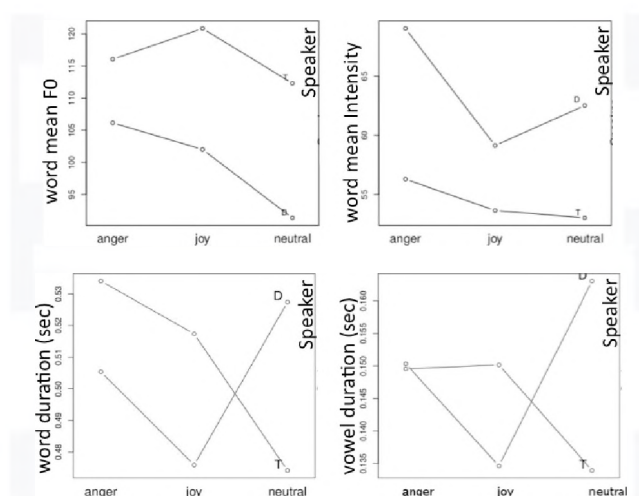 word mean F0
120
115
110
105
100
95
T
D
Speaker
anger joy neutral
word mean Intensity
65
60
55
D
T
Speaker
anger joy neutral
word duration (sec)
0.53
0.52
0.51
0.50
0.49
0.48
D
T
Speaker
anger joy neutral
vowel duration (sec)
0.160
0.155
0.150
0.145
0.140
0.135
D
T
Speaker
anger joy neutral